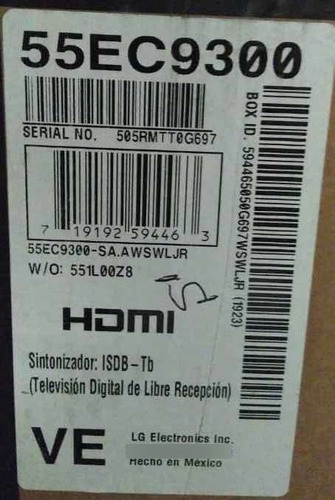 55EC9300
SERIAL NO. 505RMTT0G697
7 19192 59446 3
55EC9300-SA.AWSWLJR
W/O: 551L00Z8
HDMI
Sintonizador: ISDB-Tb
(Televisión Digital de Libre Recepción)
VE
LG Electronics Inc.
Hecho en México
BOX ID. 594465050G697WSWLJR (1923)